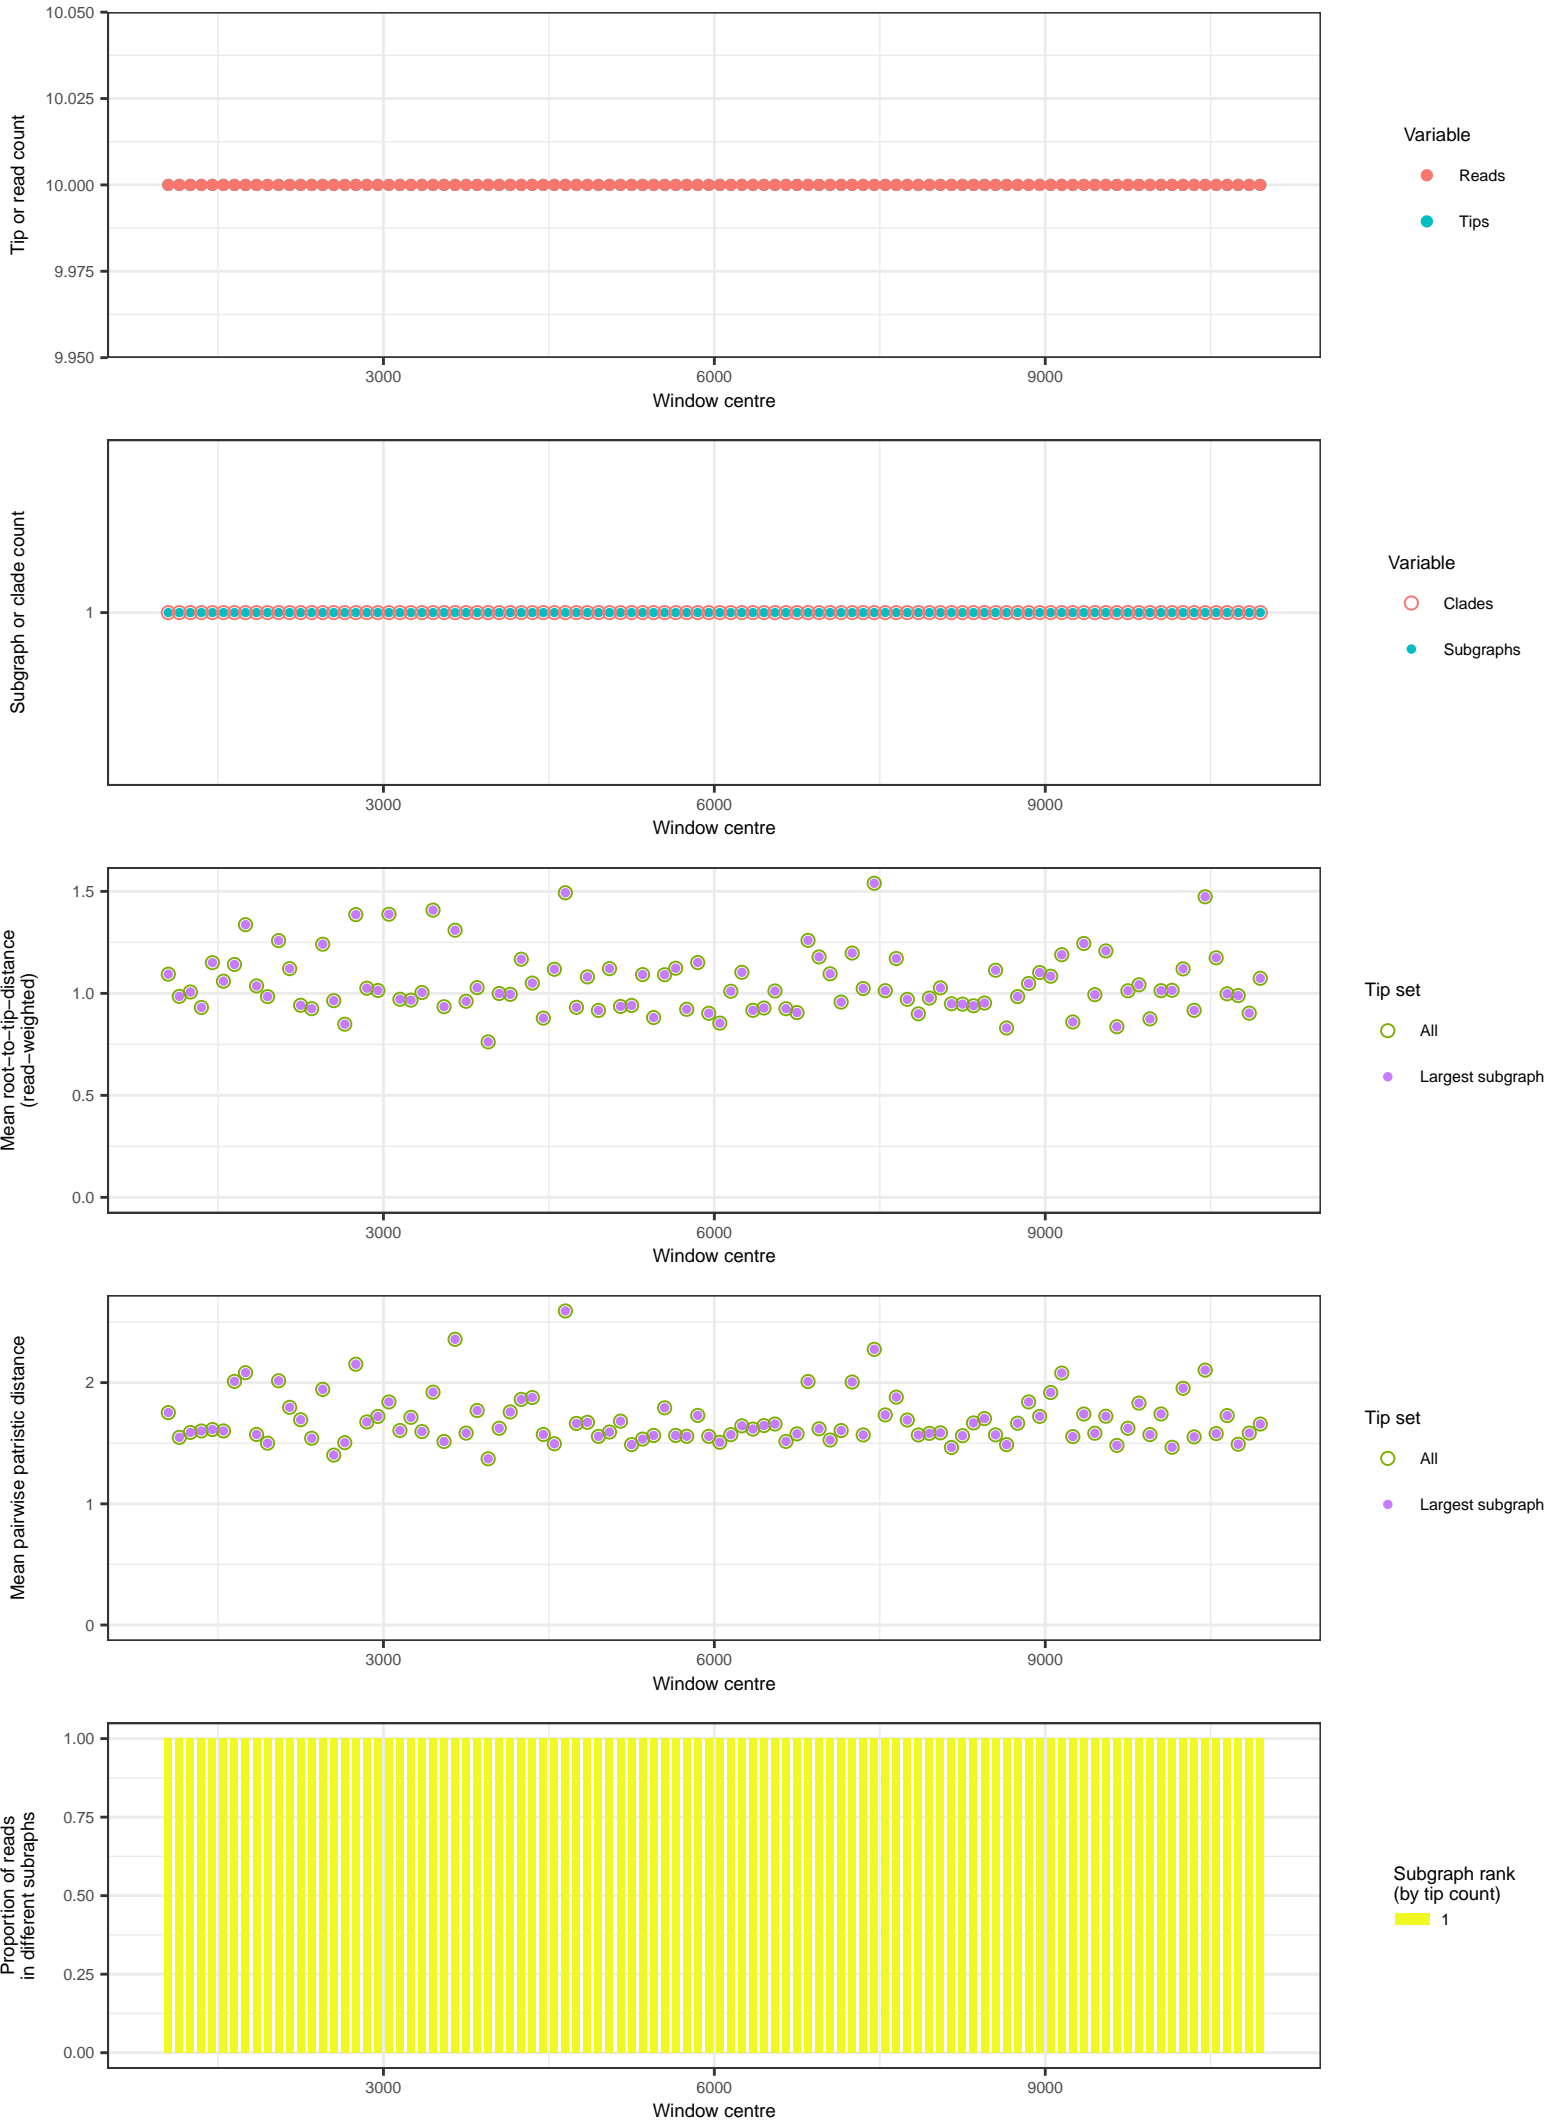 10.050
10.025
10.000
9.975
9.950
Tip or read count
3000 6000 9000
Window centre
Variable
Reads
Tips
1
Subgraph or clade count
3000 6000 9000
Window centre
Variable
Clades
Subgraphs
1.5
1.0
0.5
0.0
Mean root−to−tip−distance
(read−weighted)
3000 6000 9000
Window centre
Tip set
All
Largest subgraph
2
1
0
Mean pairwise patristic distance
3000 6000 9000
Window centre
Tip set
All
Largest subgraph
1.00
0.75
0.50
0.25
0.00
Proportion of reads
in different subraphs
3000 6000 9000
Window centre
Subgraph rank
(by tip count)
1